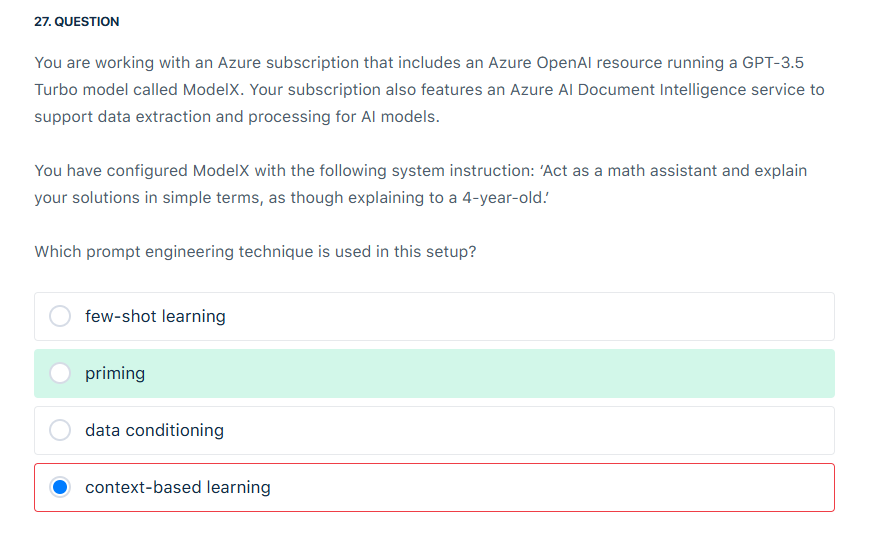 27. QUESTION
You are working with an Azure subscription that includes an Azure OpenAI resource running a GPT-3.5
Turbo model called ModelX. Your subscription also features an Azure AI Document Intelligence service to
support data extraction and processing for AI models.
You have configured ModelX with the following system instruction: ‘Act as a math assistant and explain
your solutions in simple terms, as though explaining to a 4-year-old.’
Which prompt engineering technique is used in this setup?
few-shot learning
priming
data conditioning
context-based learning